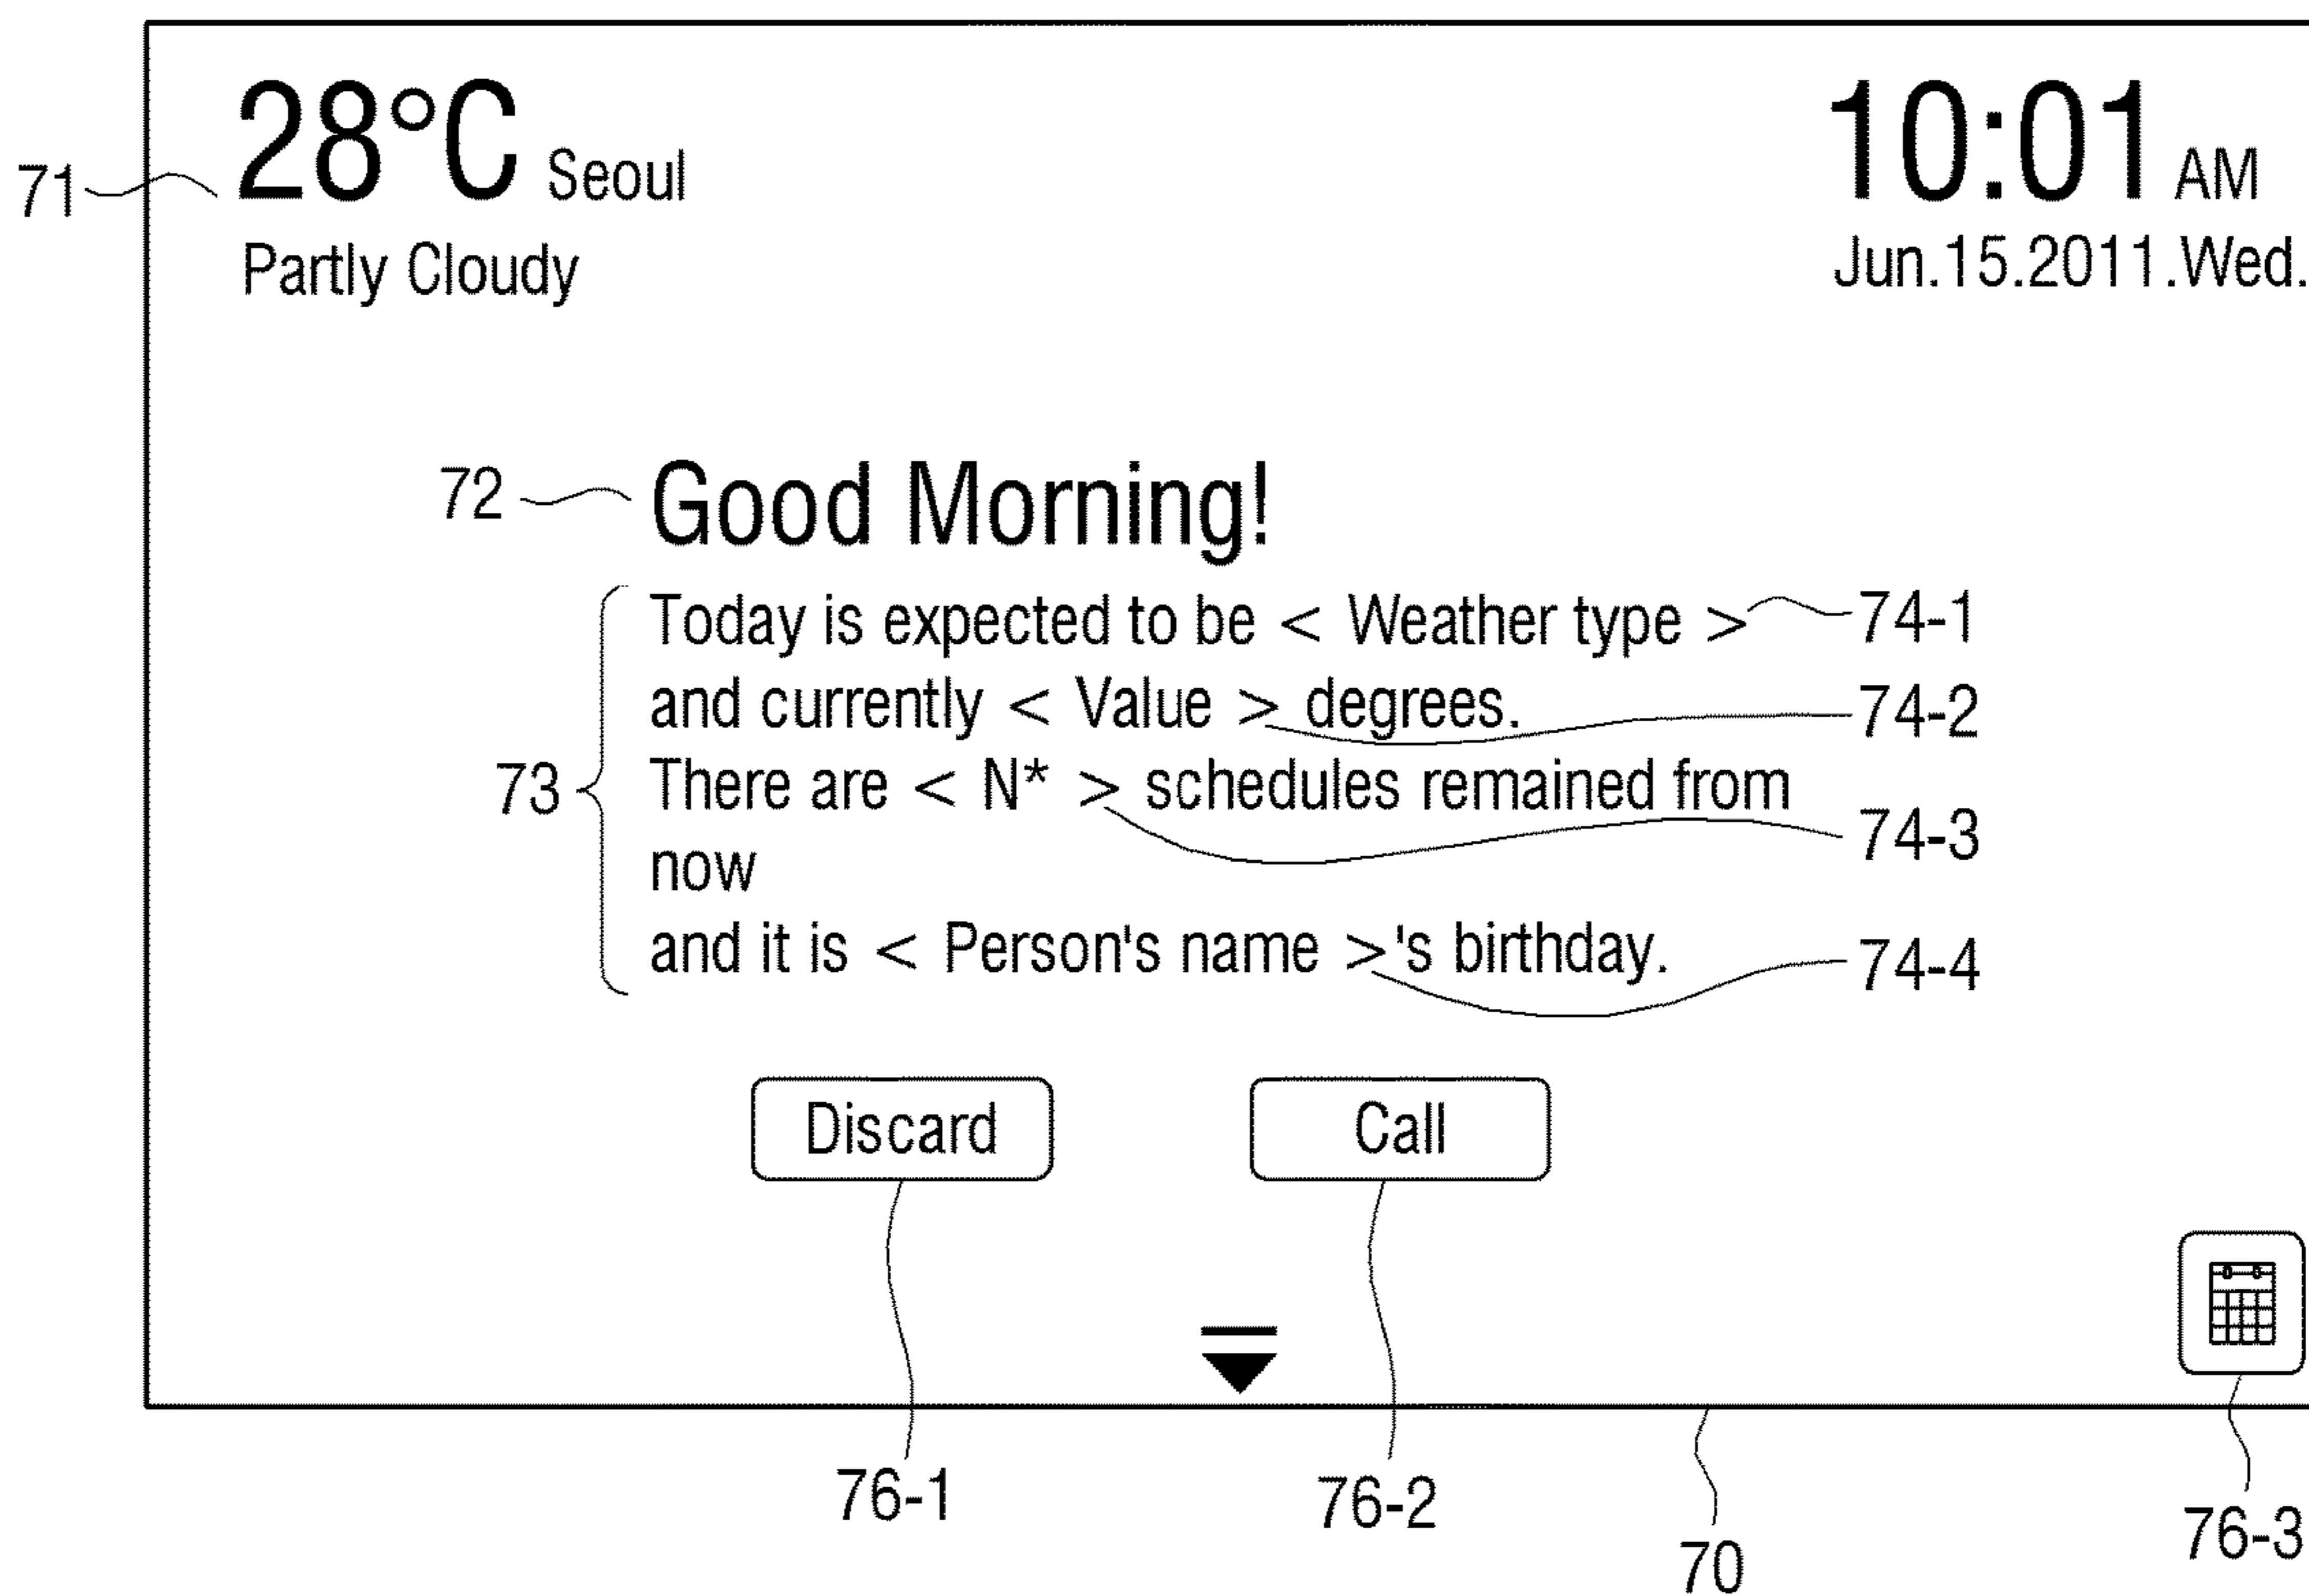 28°C Seoul
10:01 AM
71
Partly Cloudy
Jun.15.2011.Wed.
72 Good Morning!
Today is expected to be < Weather type > 74-1
and currently < Value > degrees. 74-2
73 There are < N* > schedules remained from
74-3
now
and it is < Person's name >'s birthday. 74-4
Discard Call
76-1 76-2 70 76-3